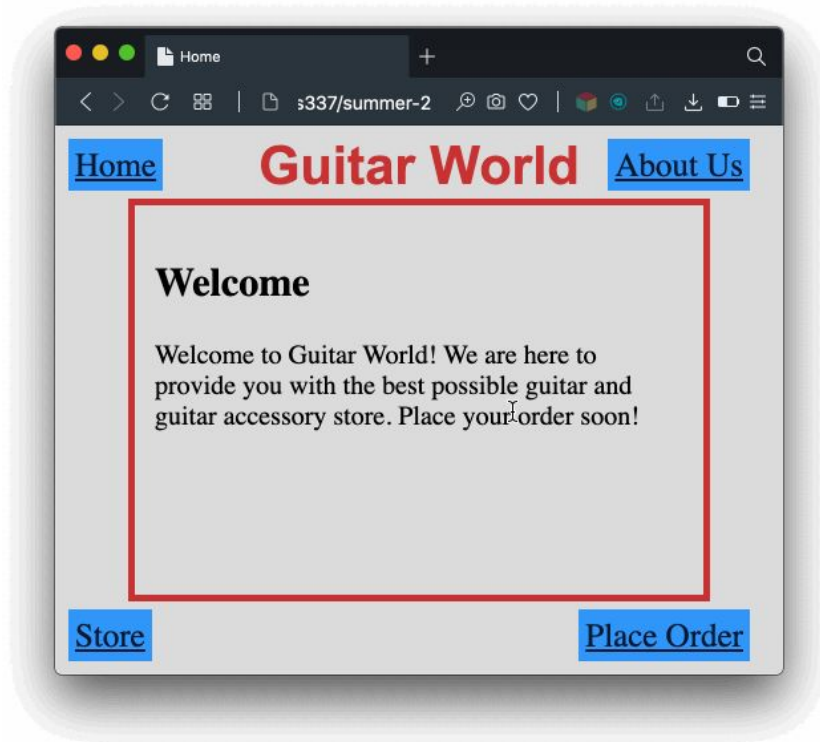 Home
s337/summer-2
Home
Guitar World
About Us
Welcome
Welcome to Guitar World! We are here to
provide you with the best possible guitar and
guitar accessory store. Place your order soon!
Store
Place Order